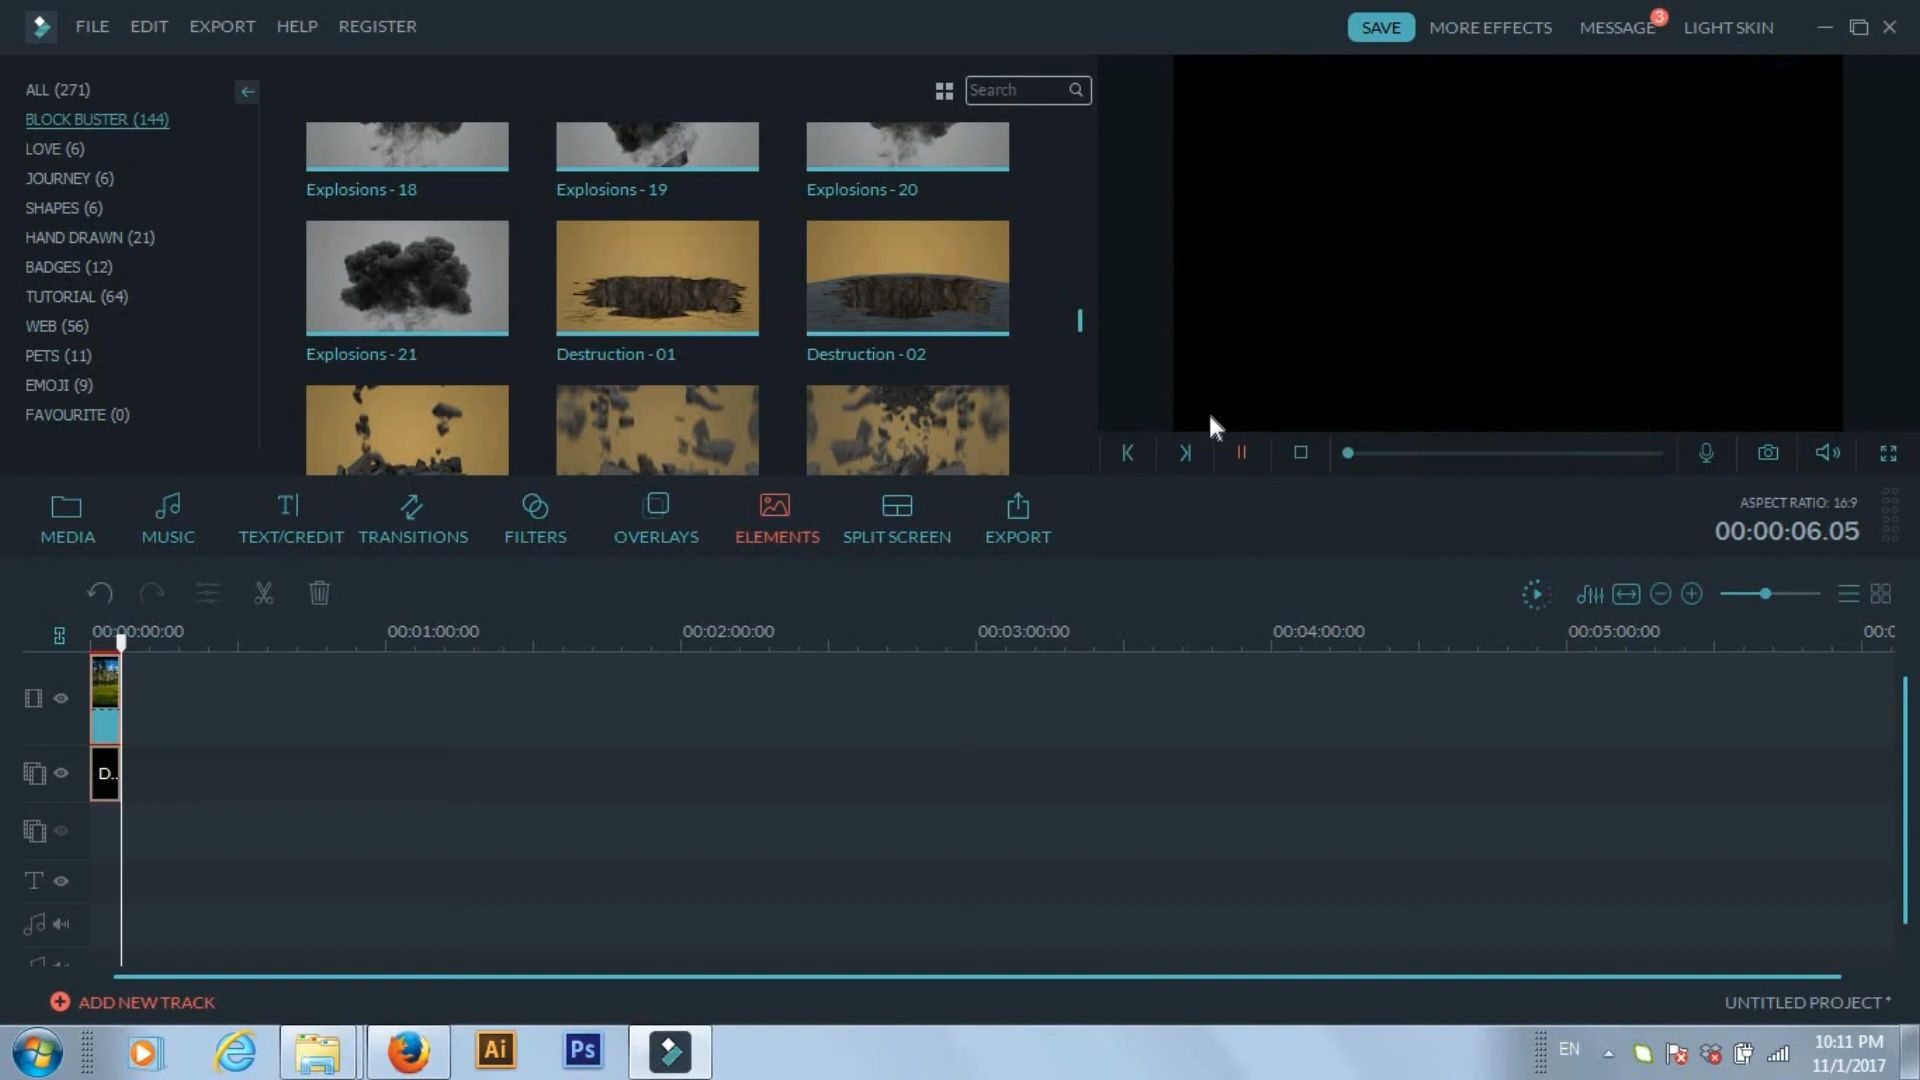 FILE EDIT EXPORT HELP REGISTER
SAVE MORE EFFECTS MESSAGE 3 LIGHT SKIN
ALL (271)
BLOCK BUSTER (144)
LOVE (6)
JOURNEY (6)
SHAPES (6)
HAND DRAWN (21)
BADGES (12)
TUTORIAL (64)
WEB (56)
PETS (11)
EMOJI (9)
FAVOURITE (0)
Search
Explosions - 18 Explosions - 19 Explosions - 20
Explosions - 21 Destruction - 01 Destruction - 02
MEDIA MUSIC TEXT/CREDIT TRANSITIONS FILTERS OVERLAYS ELEMENTS SPLIT SCREEN EXPORT
ASPECT RATIO: 16:9
00:00:06.05
00:00:00:00 00:01:00:00 00:02:00:00 00:03:00:00 00:04:00:00 00:05:00:00
D..
ADD NEW TRACK
UNTITLED PROJECT *
Ai Ps
EN
10:11 PM
11/1/2017